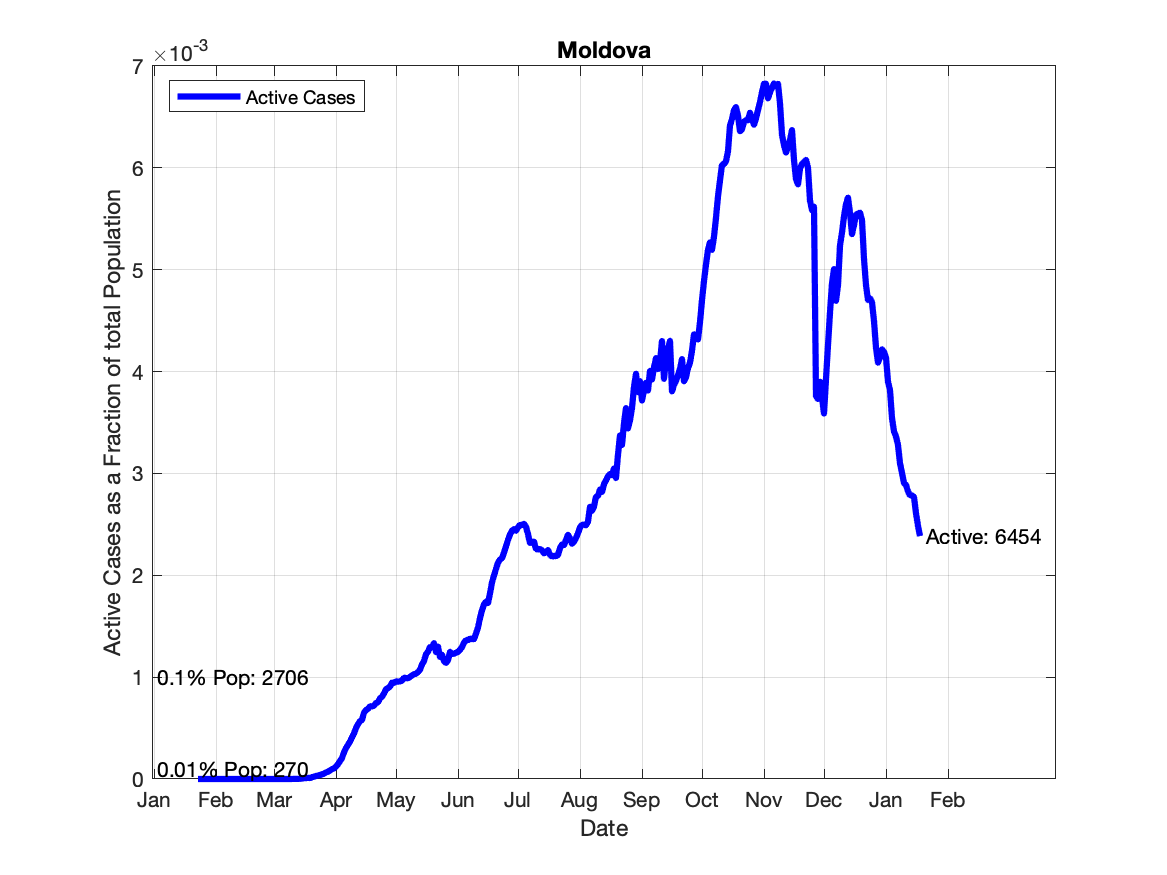 Moldova
×10-3
Active Cases
7
6
5
4
3
2
1
0
Active Cases as a Fraction of total Population
0.1% Pop: 2706
0.01% Pop: 270
Active: 6454
Jan Feb Mar Apr May Jun Jul Aug Sep Oct Nov Dec Jan Feb
Date